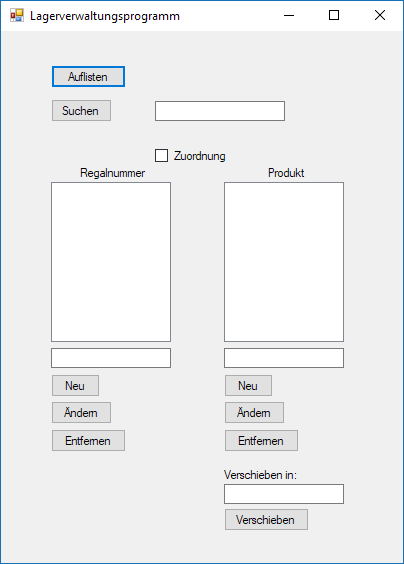 Lagerverwaltungsprogramm
Auflisten
Suchen
Zuordnung
Regalnummer Produkt
Neu Neu
Ändern Ändern
Entfernen Entfernen
Verschieben in:
Verschieben